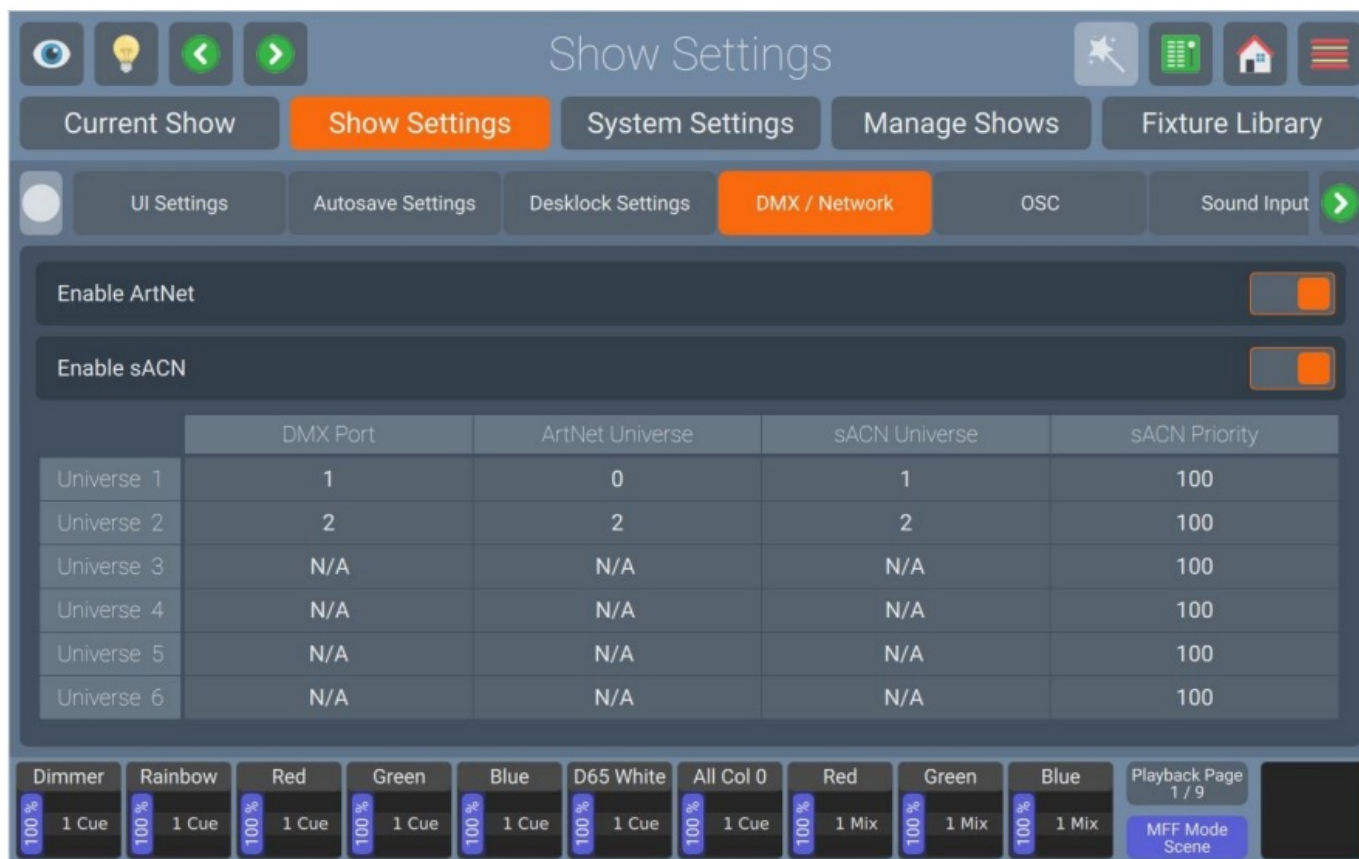 Show Settings
Current Show Show Settings System Settings Manage Shows Fixture Library
UI Settings Autosave Settings Desklock Settings DMX / Network OSC Sound Input
Enable ArtNet
Enable sACN
DMX Port ArtNet Universe sACN Universe sACN Priority
Universe 1 1 0 1 100
Universe 2 2 2 2 100
Universe 3 N/A N/A N/A 100
Universe 4 N/A N/A N/A 100
Universe 5 N/A N/A N/A 100
Universe 6 N/A N/A N/A 100
Dimmer Rainbow Red Green Blue D65 White All Col 0 Red Green Blue Playback Page
1 / 9
100 % 1 Cue 100 % 1 Cue 100 % 1 Cue 100 % 1 Cue 100 % 1 Cue 100 % 1 Cue 100 % 1 Cue 100 % 1 Mix 100 % 1 Mix 100 % 1 Mix MFF Mode
Scene